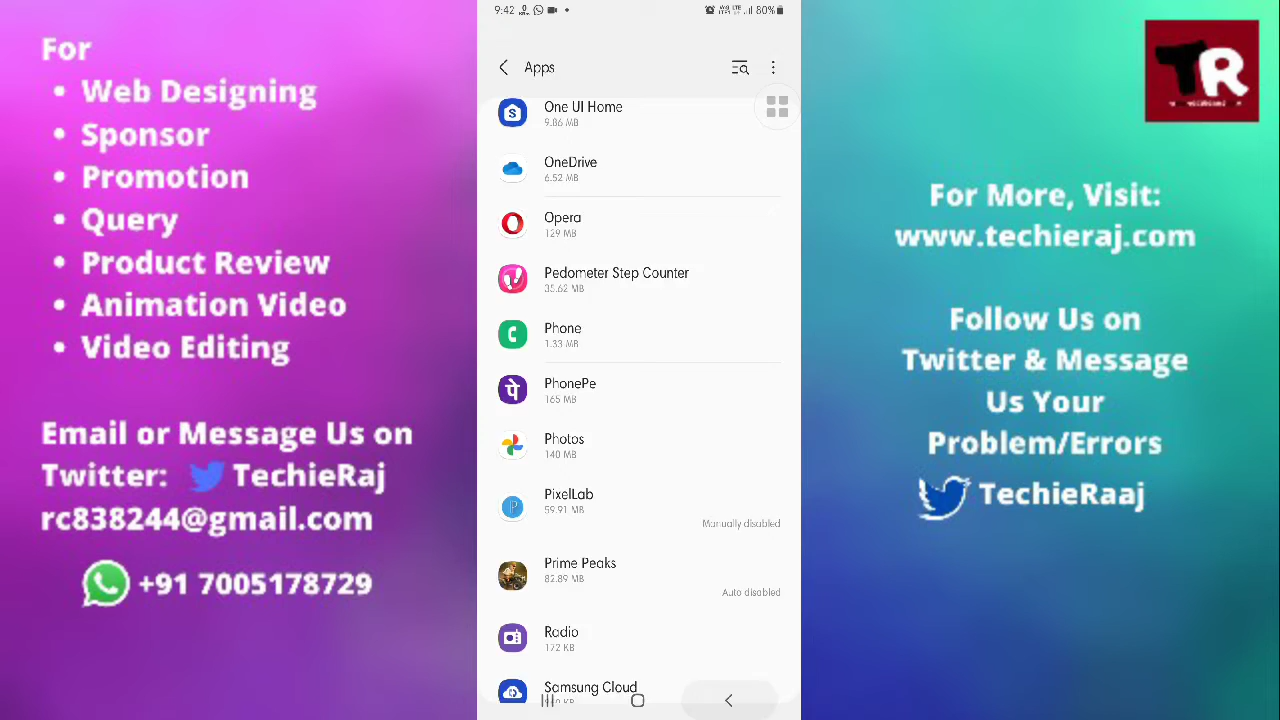 For
• Web Designing
• Sponsor
• Promotion
• Query
• Product Review
• Animation Video
• Video Editing
Email or Message Us on
Twitter: TechieRaj
rc838244@gmail.com
+91 7005178729
9:42
80%
Apps
One UI Home
9.86 MB
OneDrive
6.52 MB
Opera
129 MB
Pedometer Step Counter
35.62 MB
Phone
1.33 MB
PhonePe
165 MB
Photos
140 MB
PixelLab
59.91 MB
Manually disabled
Prime Peaks
82.89 MB
Auto disabled
Radio
172 KB
Samsung Cloud
TR
For More, Visit:
www.techieraj.com
Follow Us on
Twitter & Message
Us Your
Problem/Errors
TechieRaaj